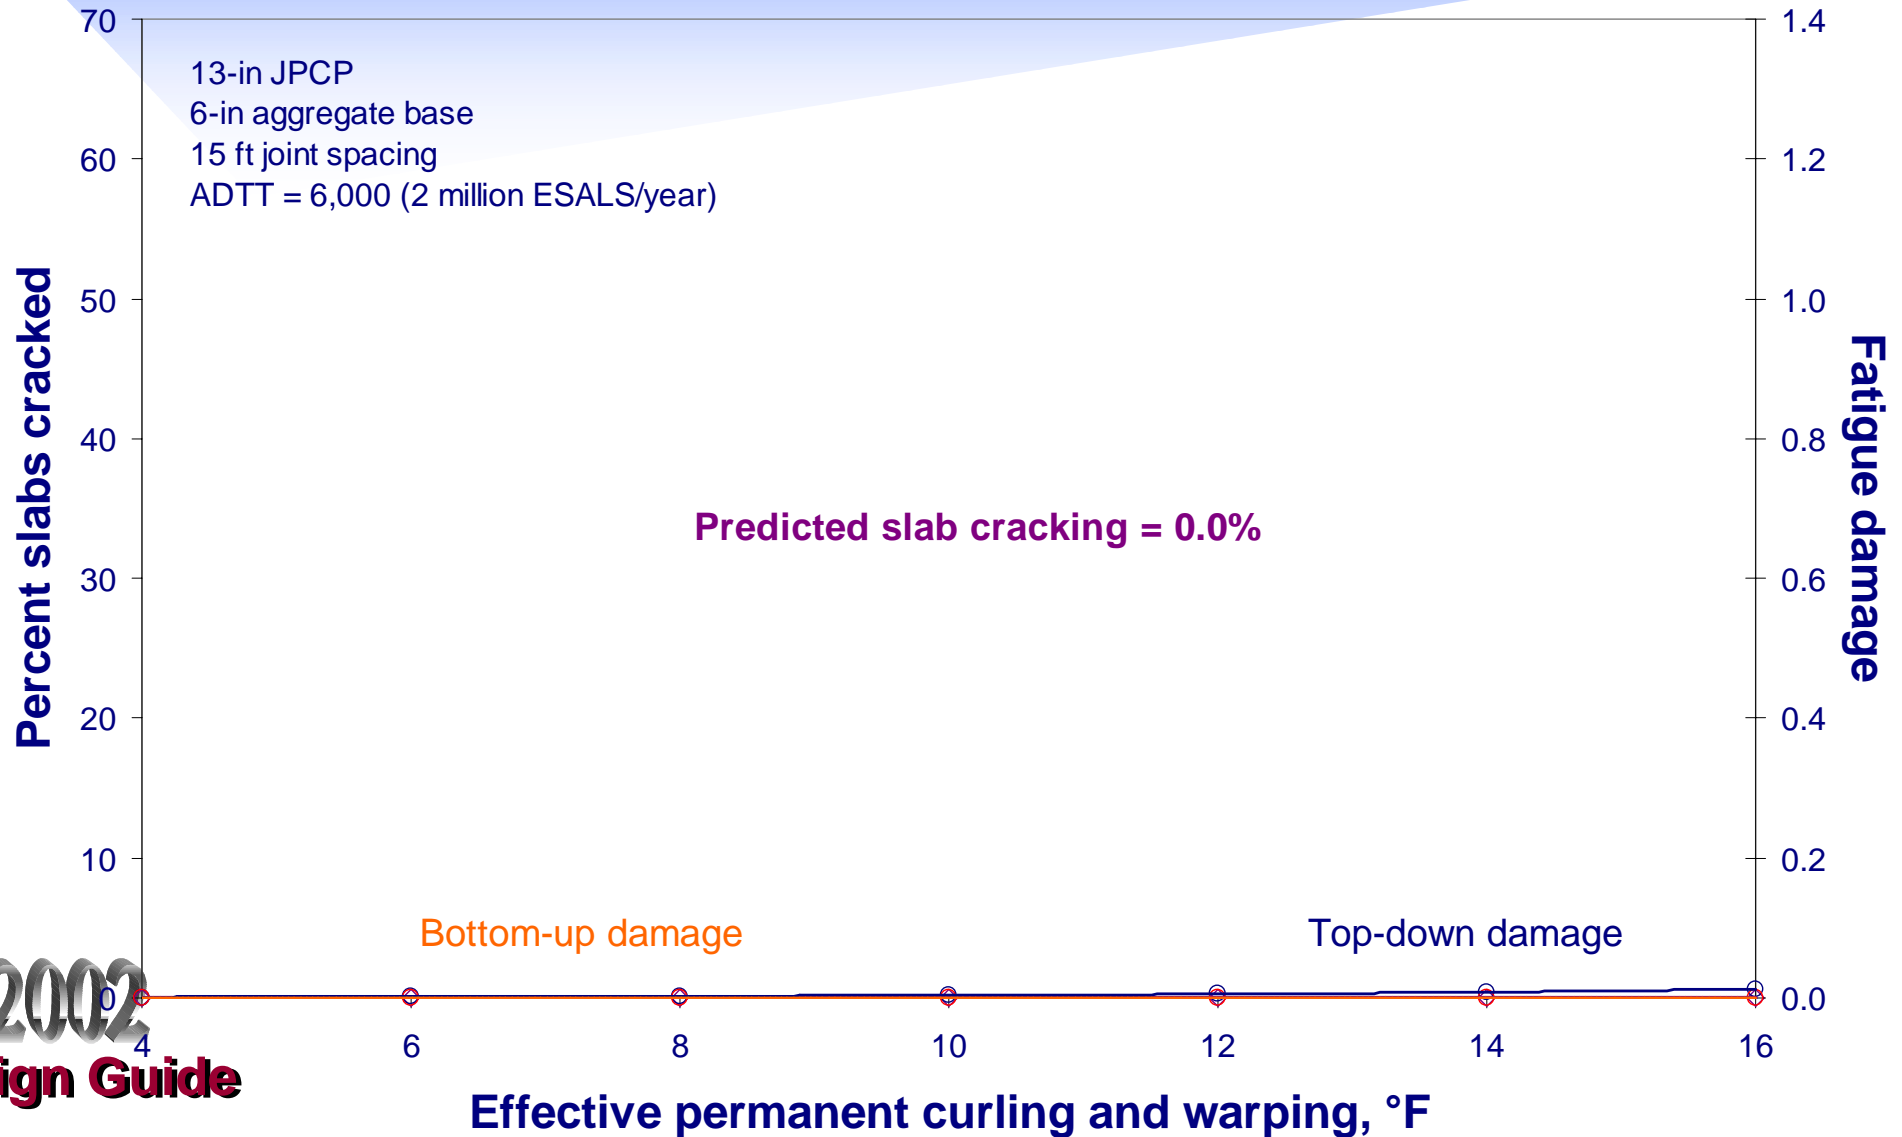 70
1.4
13-in JPCP
6-in aggregate base
15 ft joint spacing
ADTT = 6,000 (2 million ESALS/year)
60
1.2
50
1.0
Percent slabs cracked
Fatigue damage
40
0.8
Predicted slab cracking = 0.0%
30
0.6
20
0.4
10
0.2
Bottom-up damage
Top-down damage
2002
0
0.0
4
6
8
10
12
14
16
ign Guide
Effective permanent curling and warping, °F